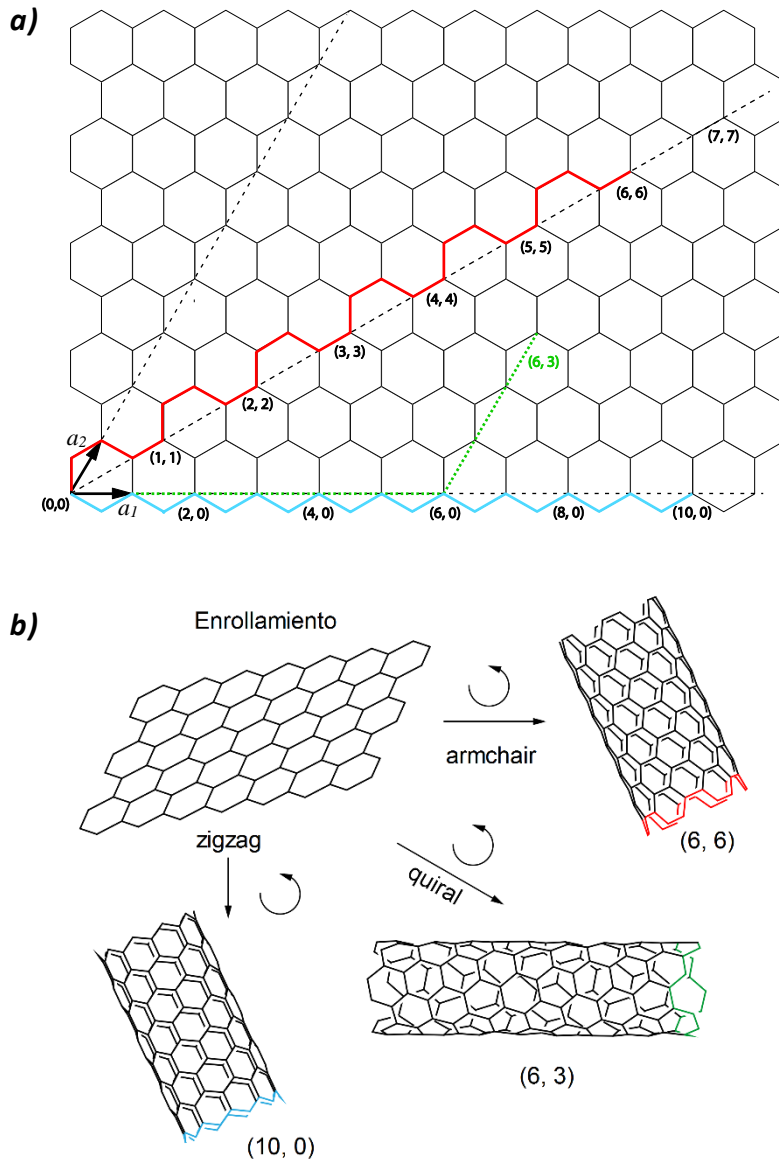 a)
(7, 7)
(6, 6)
(5, 5)
(4, 4)
(3, 3)
(6, 3)
(2, 2)
a2
(1, 1)
(0,0)
a1
(2, 0)
(4, 0)
(6, 0)
(8, 0)
(10, 0)
b)
Enrollamiento
armchair
(6, 6)
zigzag
quiral
(6, 3)
(10, 0)